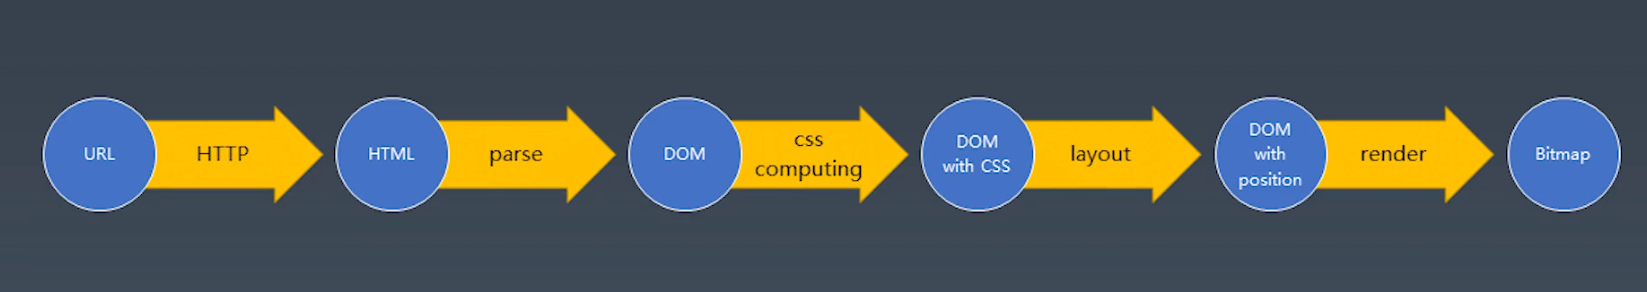 URL
HTTP
HTML
parse
DOM
css
computing
DOM
with CSS
layout
DOM
with
position
render
Bitmap